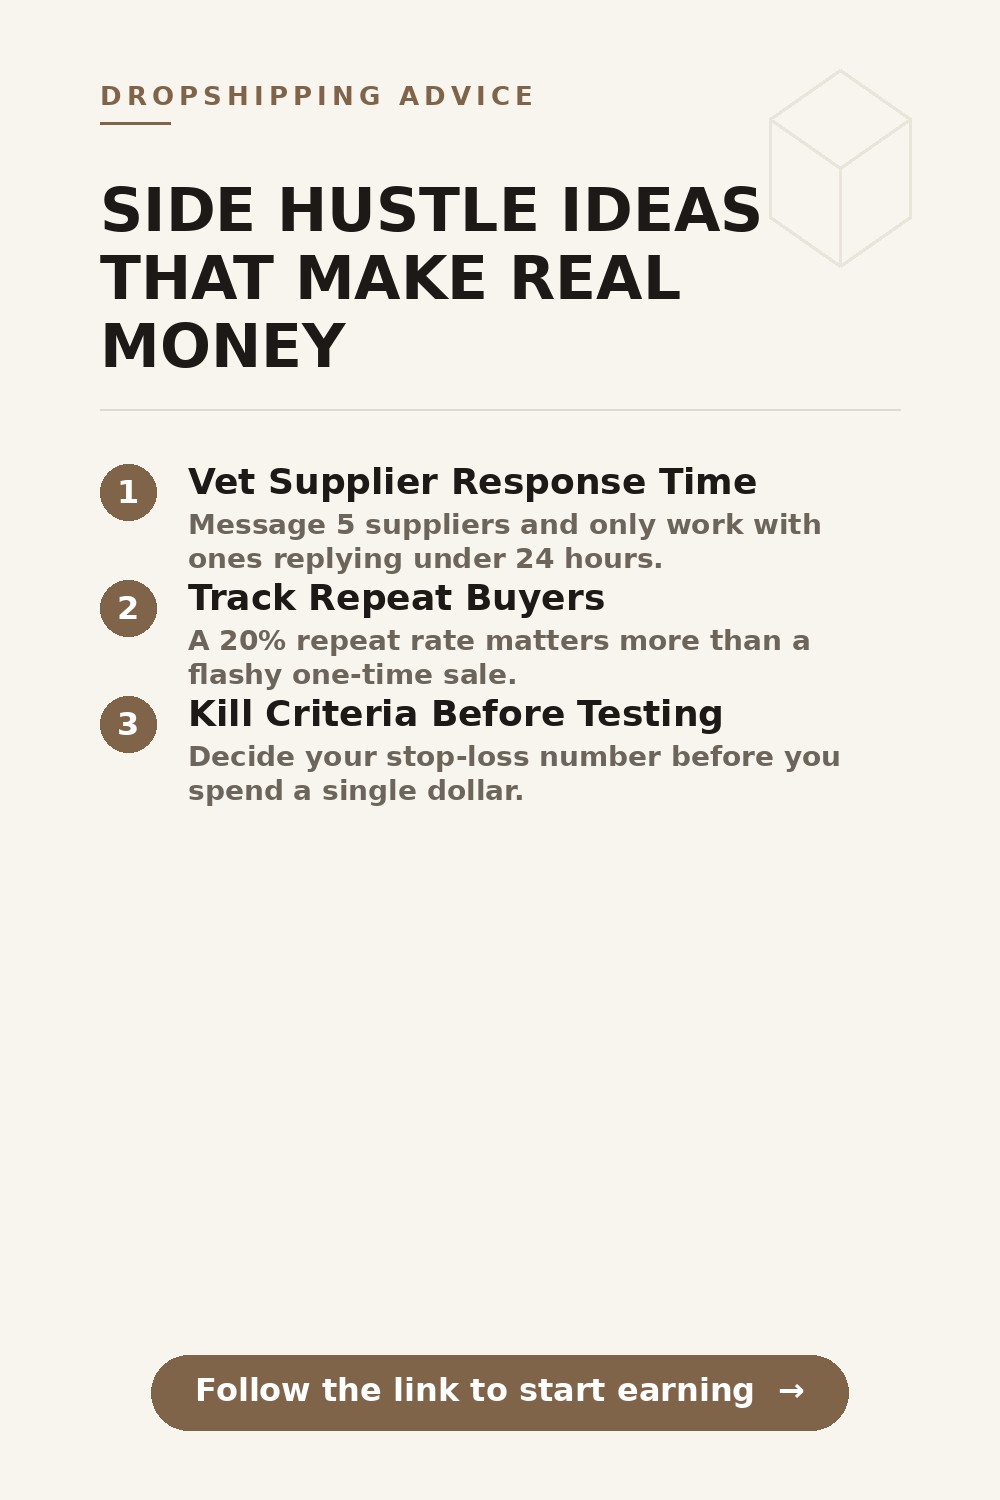 DROPSHIPPING ADVICE
SIDE HUSTLE IDEAS
THAT MAKE REAL
MONEY
1 Vet Supplier Response Time
Message 5 suppliers and only work with
ones replying under 24 hours.
2 Track Repeat Buyers
A 20% repeat rate matters more than a
flashy one-time sale.
3 Kill Criteria Before Testing
Decide your stop-loss number before you
spend a single dollar.
Follow the link to start earning →